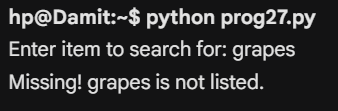 hp@Damit:~$ python prog27.py
Enter item to search for: grapes
Missing! grapes is not listed.